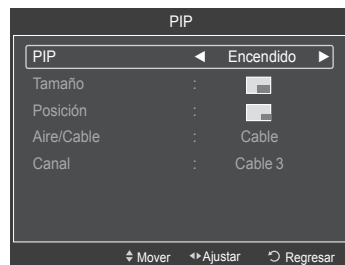 PIP
PIP ◄ Encendido ►
Tamaño :
Posición :
Aire/Cable : Cable
Canal : Cable 3
Mover Ajustar Regresar